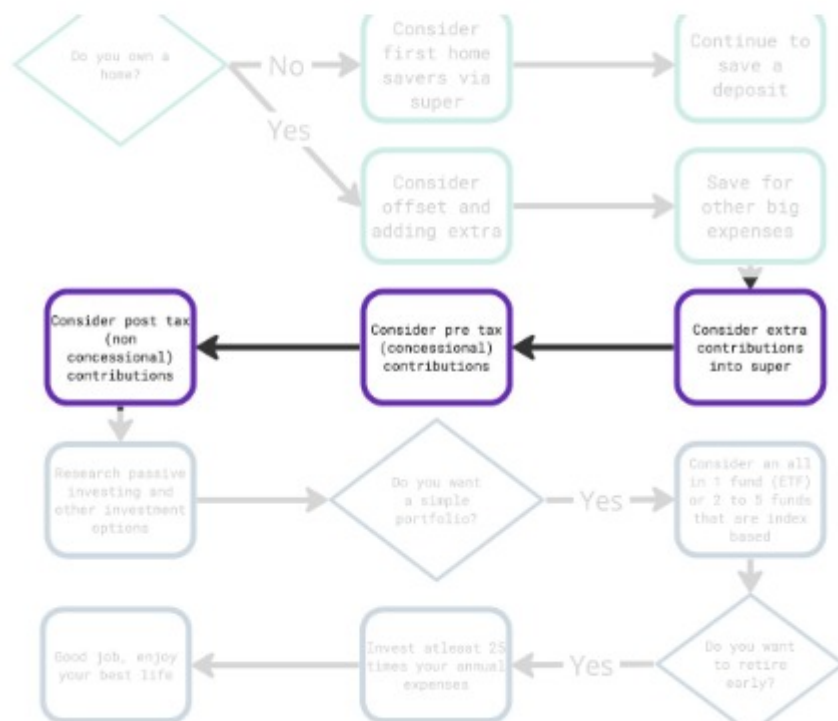 Do you own a
home?
No
Consider
first home
savers via
super
Continue to
save a
deposit
Yes
Consider
offset and
adding extra
Save for
other big
expenses
Consider post tax
(non
concessional)
contributions
Consider pre tax
(concessional)
contributions
Consider extra
contributions
into super
Research passive
investing and
other investment
options
Do you want
a simple
portfolio?
Yes
Consider an all
in 1 fund (ETF)
or 2 to 5 funds
that are index
based
Good job, enjoy
your best life
Invest atleast 25
times your annual
expenses
Yes
Do you want
to retire
early?